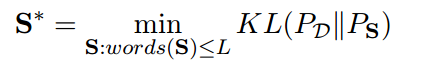 S* = min KL(P_D‖P_S)
S:words(S)≤L